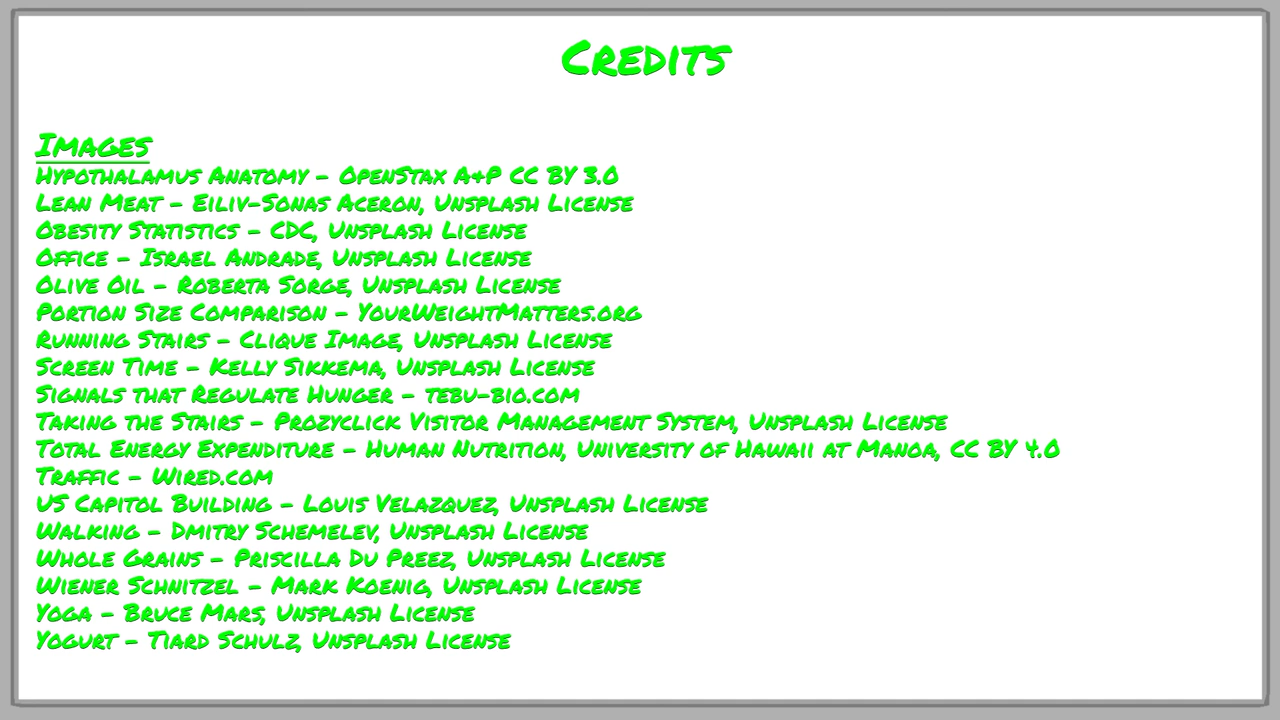 Credits
Images
Hypothalamus Anatomy - OpenStax A&P CC BY 3.0
Lean Meat - Eiliv-Sonas Aceron, Unsplash License
Obesity Statistics - CDC, Unsplash License
Office - Israel Andrade, Unsplash License
Olive Oil - Roberta Sorge, Unsplash License
Portion Size Comparison - YourWeightMatters.org
Running Stairs - Clique Image, Unsplash License
Screen Time - Kelly Sikkema, Unsplash License
Signals that Regulate Hunger - tebu-bio.com
Taking the Stairs - Prozyclick Visitor Management System, Unsplash License
Total Energy Expenditure - Human Nutrition, University of Hawaii at Manoa, CC BY 4.0
Traffic - Wired.com
US Capitol Building - Louis Velazquez, Unsplash License
Walking - Dmitry Schemelev, Unsplash License
Whole Grains - Priscilla Du Preez, Unsplash License
Wiener Schnitzel - Mark Koenig, Unsplash License
Yoga - Bruce Mars, Unsplash License
Yogurt - Tiard Schulz, Unsplash License